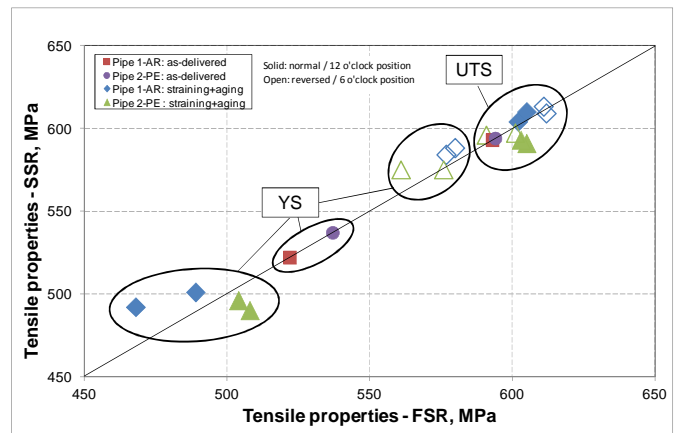 650
600
550
500
450
Tensile properties - SSR, MPa
Pipe 1-AR: as-delivered
Pipe 2-PE: as-delivered
Pipe 1-AR: straining+aging
Pipe 2-PE : straining+aging
Solid: normal / 12 o'clock position
Open: reversed / 6 o'clock position
UTS
YS
450 500 550 600 650
Tensile properties - FSR, MPa